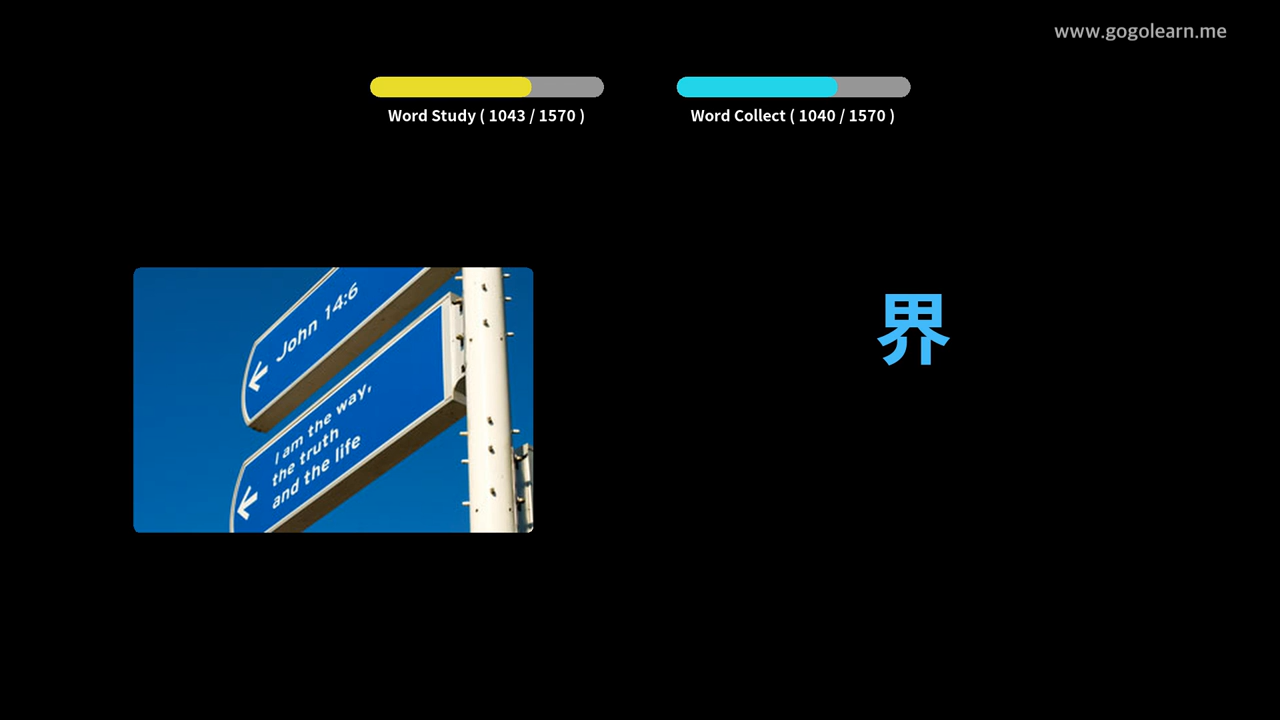 www.gogolearn.me
Word Study ( 1043 / 1570 )
Word Collect ( 1040 / 1570 )
John 14:6
I am the way,
the truth
and the life
界